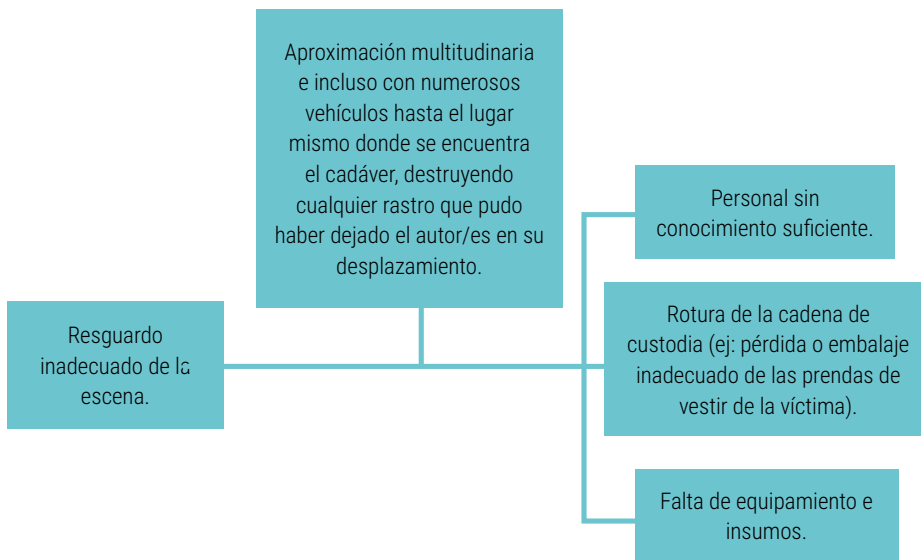 Aproximación multitudinaria
e incluso con numerosos
vehículos hasta el lugar
mismo donde se encuentra
el cadáver, destruyendo
cualquier rastro que pudo
haber dejado el autor/es en su
desplazamiento.
Resguardo
inadecuado de la
escena.
Personal sin
conocimiento suficiente.
Rotura de la cadena de
custodia (ej: pérdida o embalaje
inadecuado de las prendas de
vestir de la víctima).
Falta de equipamiento e
insumos.